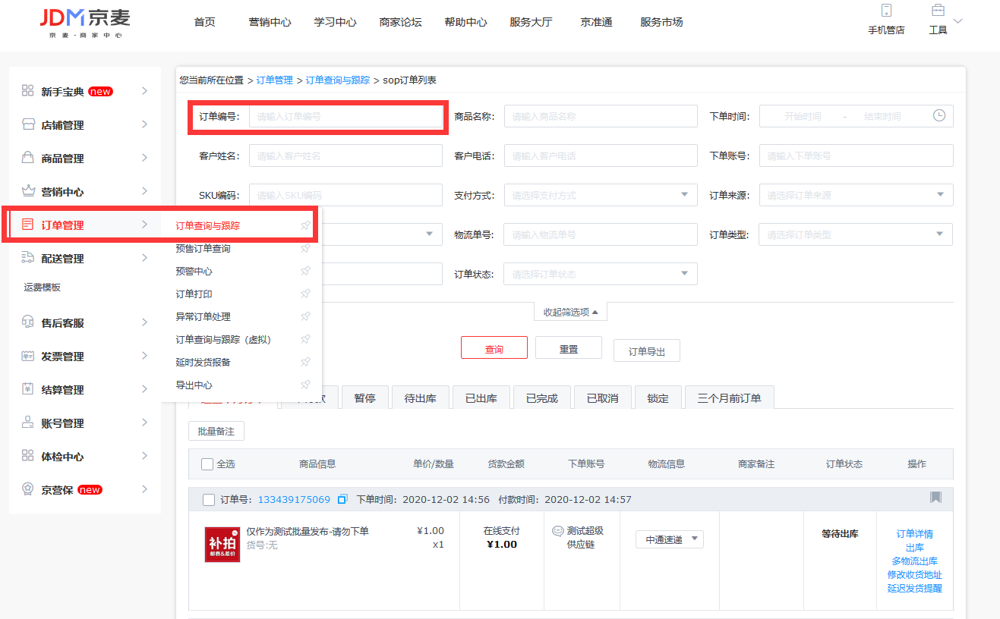 JDM京麦
京麦·商家中心
首页 营销中心 学习中心 商家论坛 帮助中心 服务大厅 京准通 服务市场
手机管店 工具
新手宝典 new
店铺管理
商品管理
营销中心
订单管理
配送管理
运费模板
售后客服
发票管理
结算管理
账号管理
体检中心
京营保 new
您当前所在位置 > 订单管理 > 订单查询与跟踪 > sop订单列表
订单编号: 请输入订单编号 商品名称: 请输入商品名称 下单时间: 开始时间 - 结束时间
客户姓名: 请输入客户姓名 客户电话: 请输入客户电话 下单账号: 请输入下单账号
SKU编码: 请输入SKU编码 支付方式: 请选择支付方式 订单来源: 请选择订单来源
物流单号: 请输入物流单号 订单类型: 请选择订单类型
订单状态: 请选择订单状态
订单查询与跟踪
预售订单查询
预警中心
订单打印
异常订单处理
订单查询与跟踪（虚拟）
延时发货报备
导出中心
收起筛选项
查询 重置 订单导出
暂停 待出库 已出库 已完成 已取消 锁定 三个月前订单
批量备注
全选 商品信息 单价/数量 货款金额 下单账号 物流信息 商家备注 订单状态 操作
订单号: 133439175069 下单时间: 2020-12-02 14:56 付款时间: 2020-12-02 14:57
补拍
邮费&差价
仅作为测试批量发布-请勿下单
货号:无
¥1.00
x1
在线支付
¥1.00
测试超级
供应链
中通速递
等待出库
订单详情
出库
多物流出库
修改收货地址
延迟发货提醒